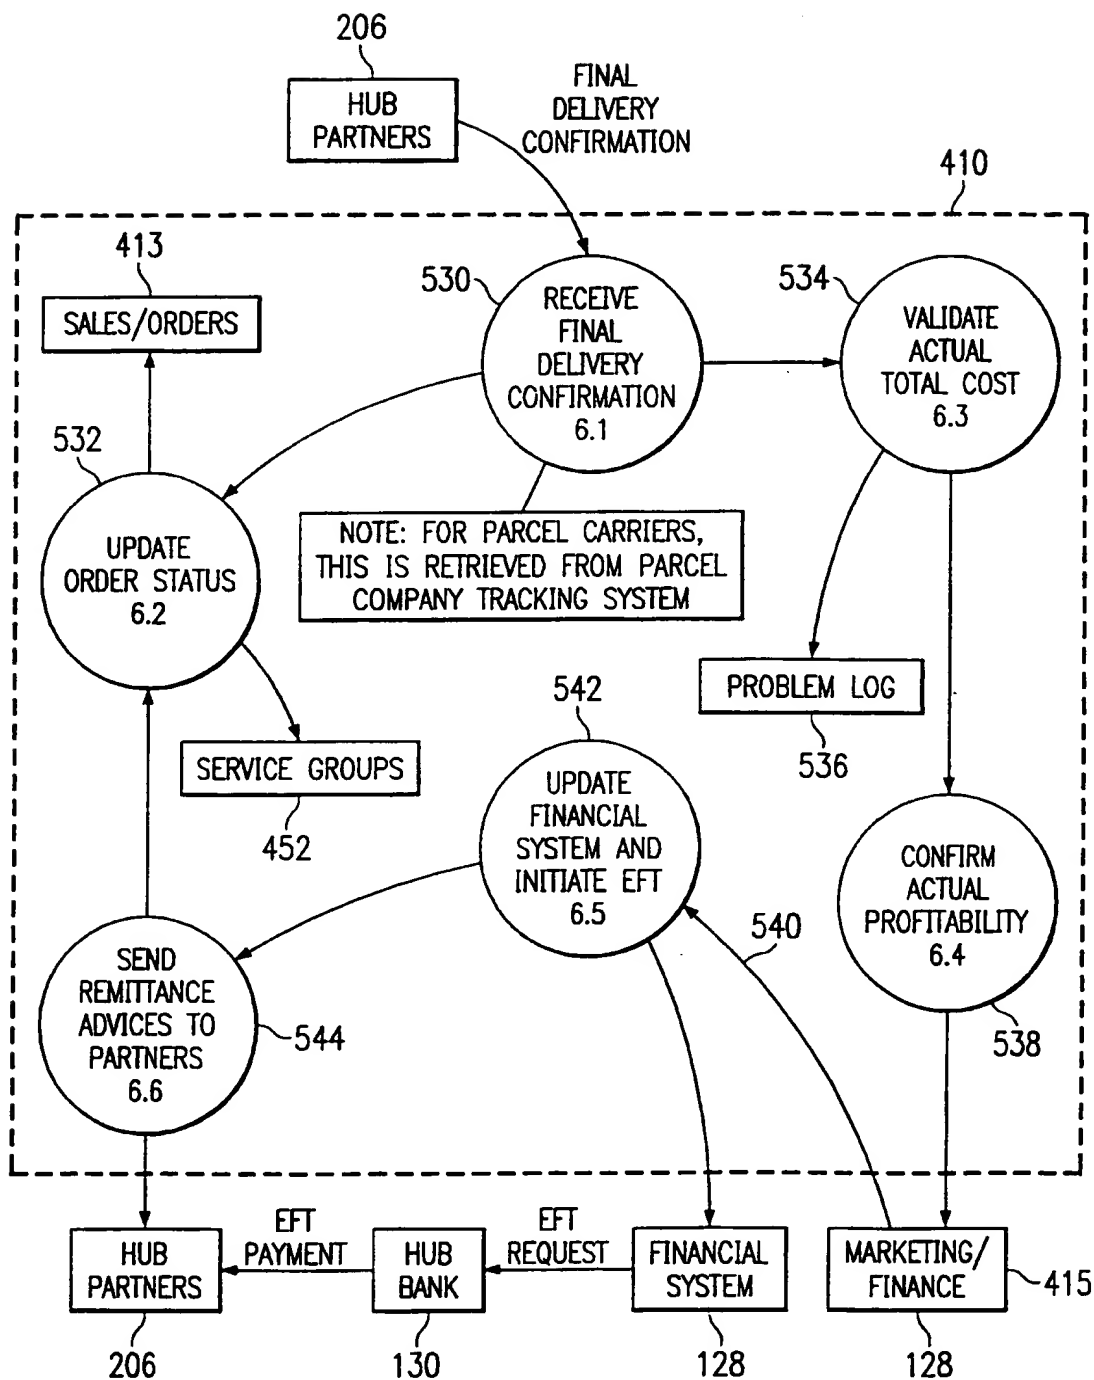 206
HUB
PARTNERS
FINAL
DELIVERY
CONFIRMATION
410
413
SALES/ORDERS
530
RECEIVE
FINAL
DELIVERY
CONFIRMATION
6.1
534
VALIDATE
ACTUAL
TOTAL COST
6.3
532
UPDATE
ORDER STATUS
6.2
NOTE: FOR PARCEL CARRIERS,
THIS IS RETRIEVED FROM PARCEL
COMPANY TRACKING SYSTEM
PROBLEM LOG
536
SERVICE GROUPS
452
542
UPDATE
FINANCIAL
SYSTEM AND
INITIATE EFT
6.5
540
CONFIRM
ACTUAL
PROFITABILITY
6.4
538
SEND
REMITTANCE
ADVICES TO
PARTNERS
6.6
544
HUB
PARTNERS
206
EFT
PAYMENT
HUB
BANK
130
EFT
REQUEST
FINANCIAL
SYSTEM
128
MARKETING/
FINANCE
415
128